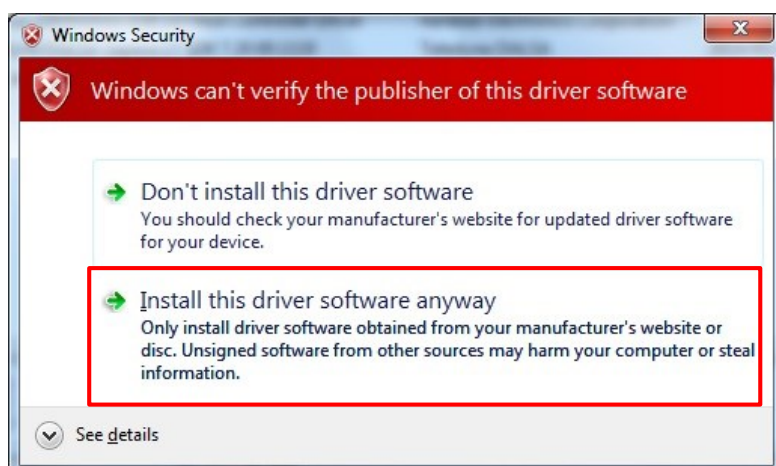 Windows Security
Windows can't verify the publisher of this driver software
Don't install this driver software
You should check your manufacturer's website for updated driver software
for your device.
Install this driver software anyway
Only install driver software obtained from your manufacturer's website or
disc. Unsigned software from other sources may harm your computer or steal
information.
See details